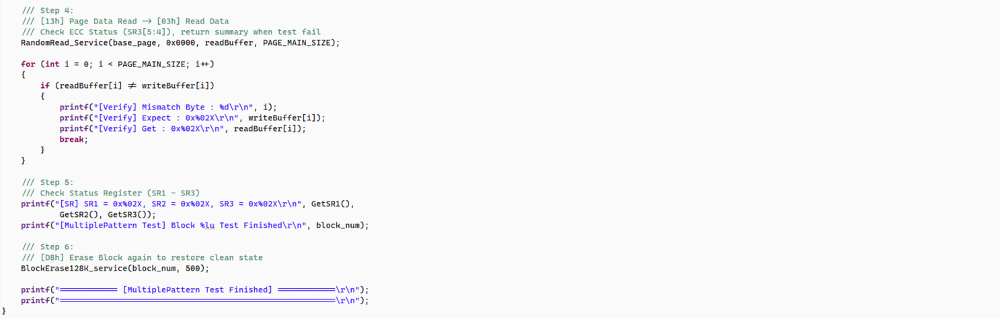 /// Step 4:
/// [13h] Page Data Read -> [03h] Read Data
/// Check ECC Status (SR3[5:4]), return summary when test fail
RandomRead_Service(base_page, 0x0000, readBuffer, PAGE_MAIN_SIZE);
for (int i = 0; i < PAGE_MAIN_SIZE; i++)
{
if (readBuffer[i] != writeBuffer[i])
{
printf("[Verify] Mismatch Byte : %d\r\n", i);
printf("[Verify] Expect : 0x%02X\r\n", writeBuffer[i]);
printf("[Verify] Get : 0x%02X\r\n", readBuffer[i]);
break;
}
}
/// Step 5:
/// Check Status Register (SR1 - SR3)
printf("[SR] SR1 = 0x%02X, SR2 = 0x%02X, SR3 = 0x%02X\r\n", GetSR1(),
GetSR2(), GetSR3());
printf("[MultiplePattern Test] Block %lu Test Finished\r\n", block_num);
/// Step 6:
/// [D8h] Erase Block again to restore clean state
BlockErase128K_service(block_num, 500);
printf("============ [MultiplePattern Test Finished] ============\r\n");
printf("=========================================================\r\n");
}